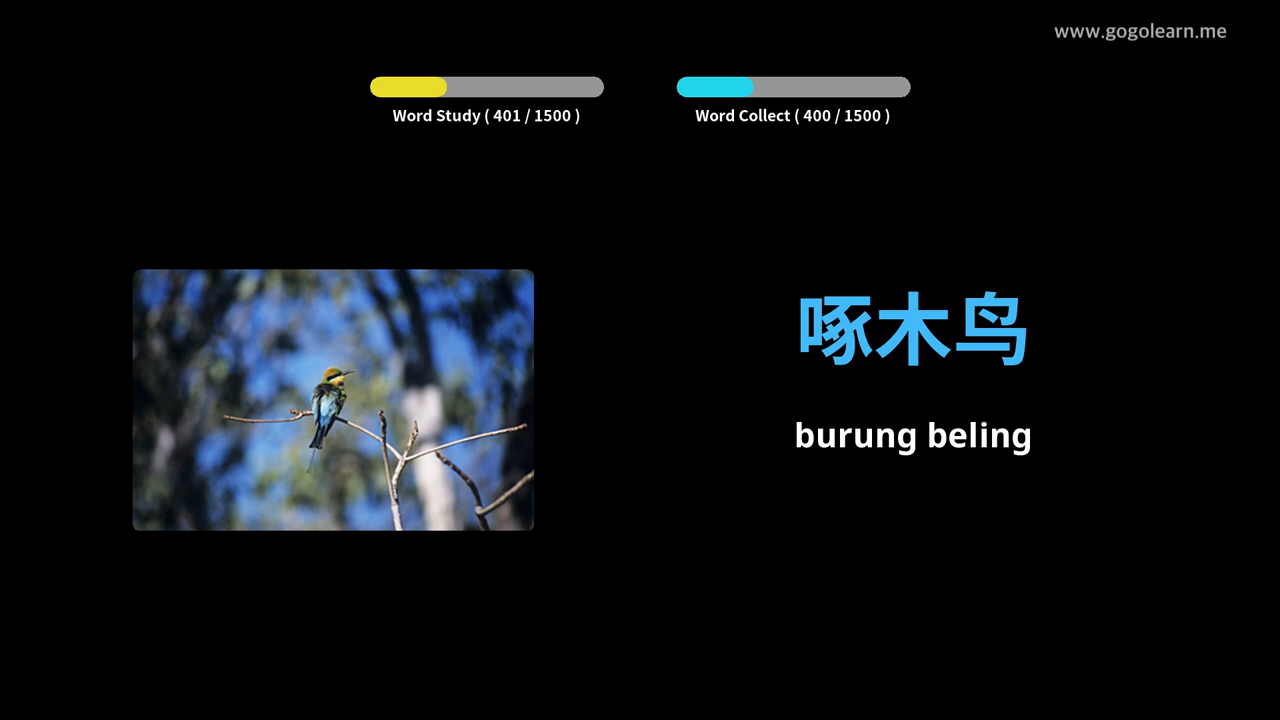 www.gogolearn.me
Word Study ( 401 / 1500 )
Word Collect ( 400 / 1500 )
啄木鸟
burung beling